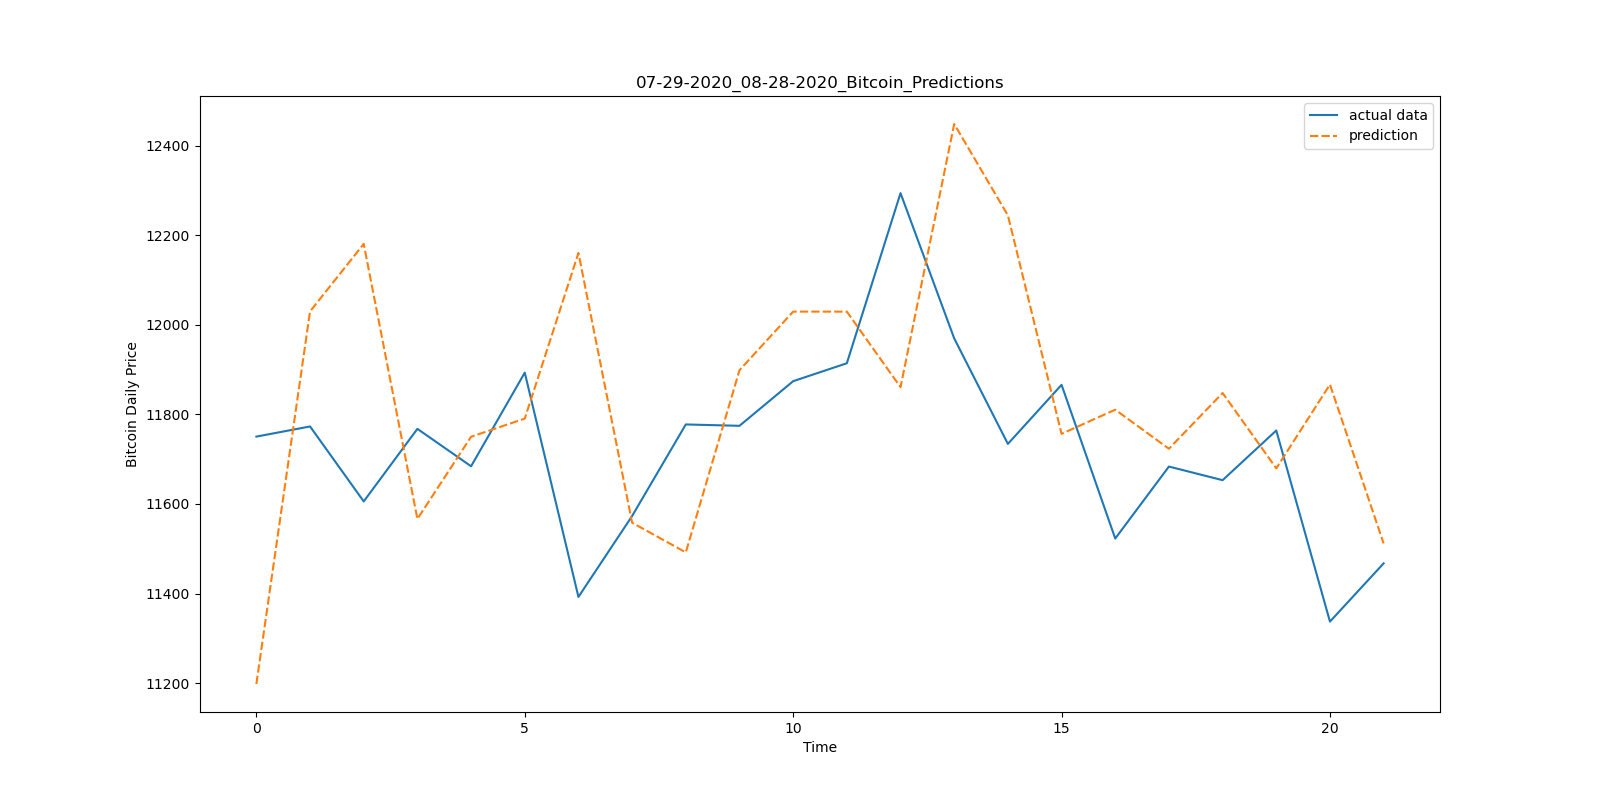 07-29-2020_08-28-2020_Bitcoin_Predictions
actual data
prediction
12400
12200
12000
11800
11600
11400
11200
Bitcoin Daily Price
0 5 10 15 20
Time